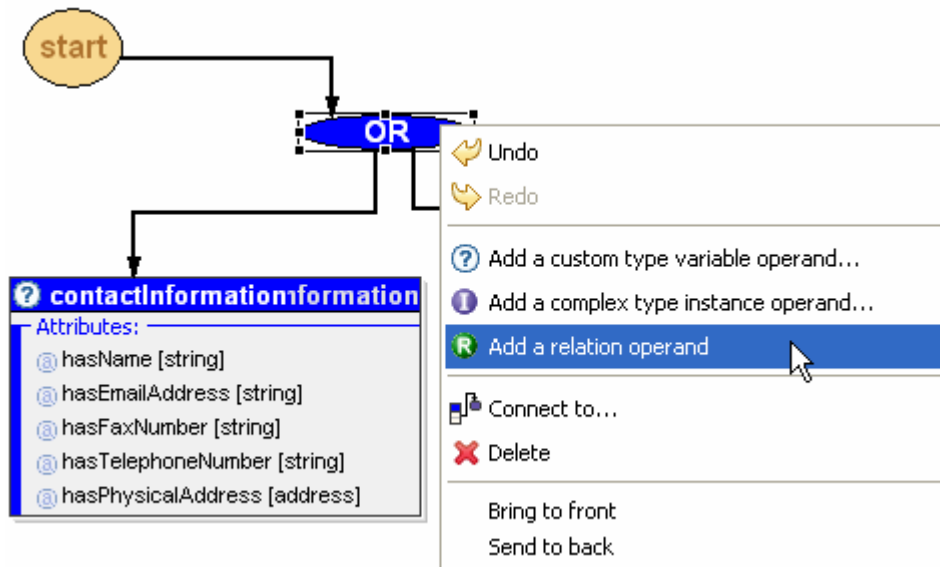 start
OR
Undo
Redo
Add a custom type variable operand...
Add a complex type instance operand...
Add a relation operand
Connect to...
Delete
Bring to front
Send to back
contactInformation
Attributes:
hasName [string]
hasEmailAddress [string]
hasFaxNumber [string]
hasTelephoneNumber [string]
hasPhysicalAddress [address]